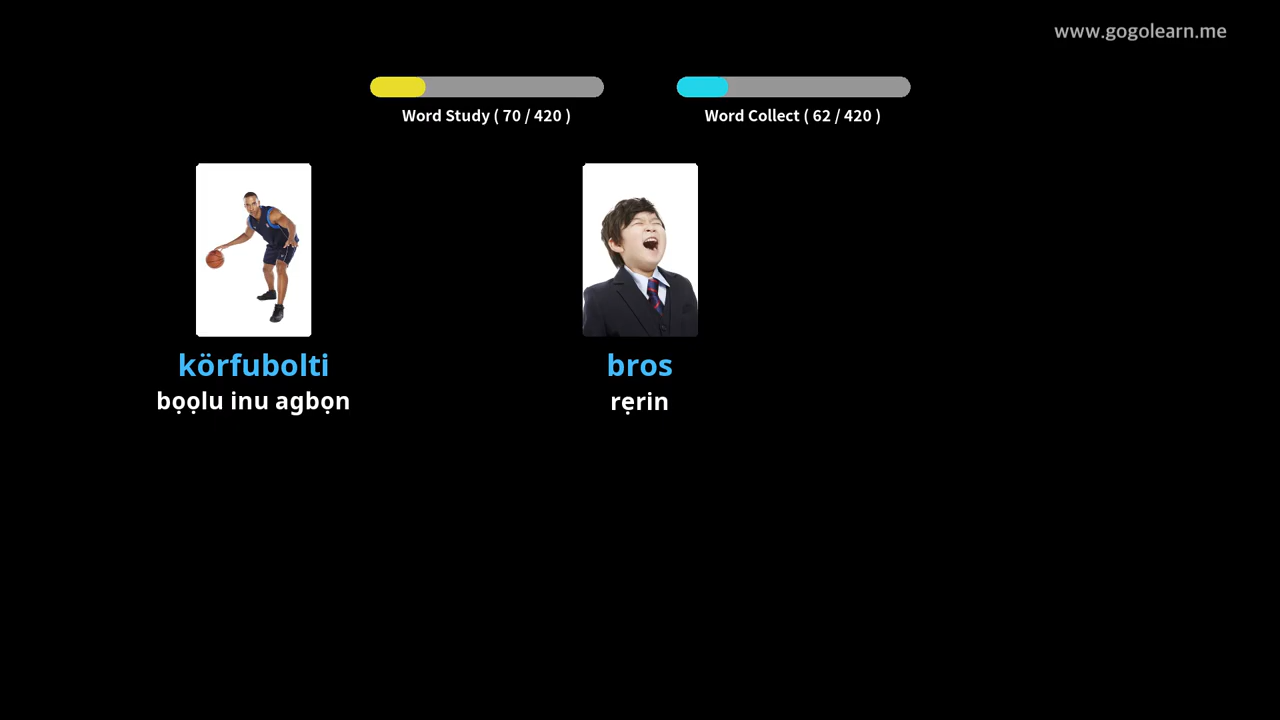 www.gogolearn.me
Word Study ( 70 / 420 )
Word Collect ( 62 / 420 )
körfubolti
bọọlu inu agbọn
bros
rẹrin